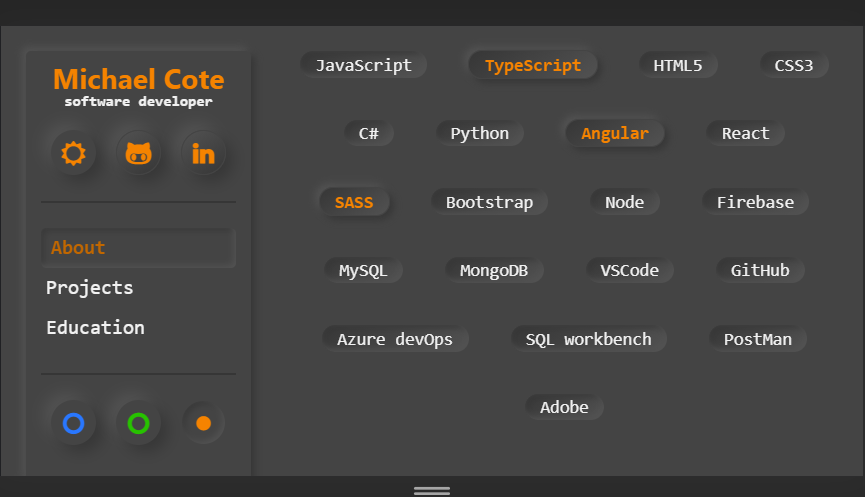 Michael Cote
software developer
in
About
Projects
Education
JavaScript TypeScript HTML5 CSS3
C# Python Angular React
SASS Bootstrap Node Firebase
MySQL MongoDB VSCode GitHub
Azure devOps SQL workbench PostMan
Adobe